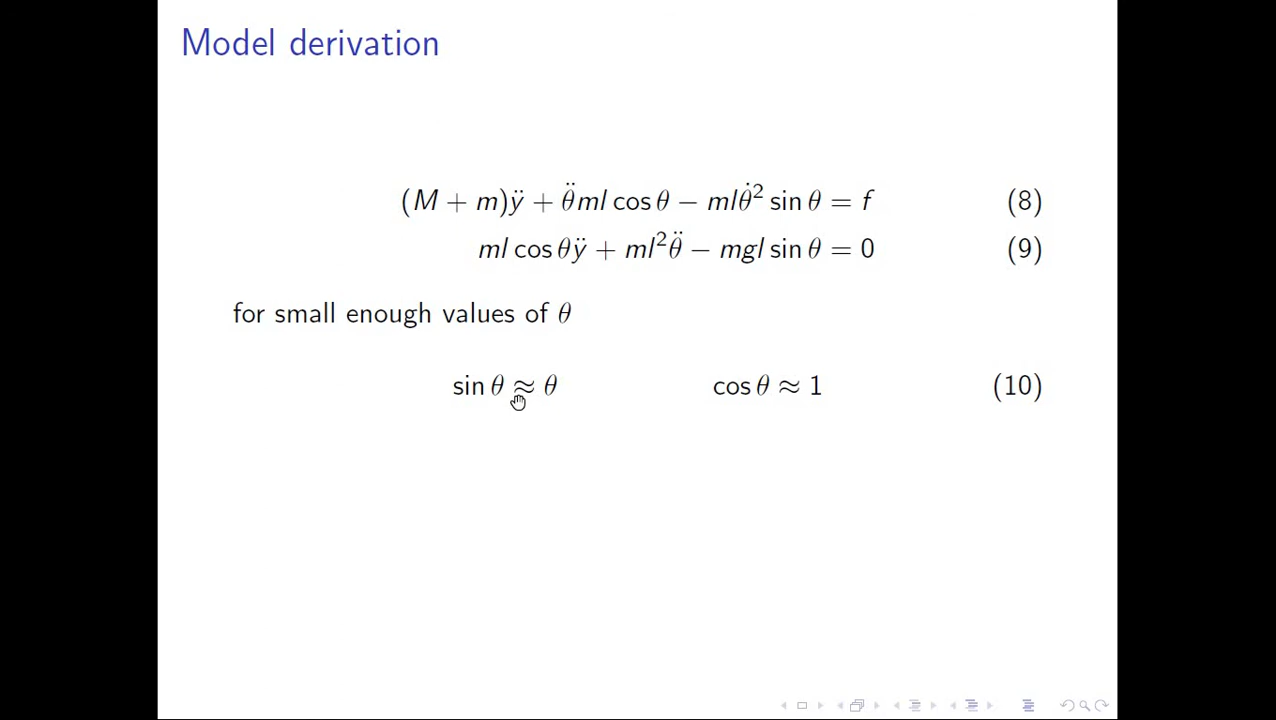 Model derivation
(M + m)ÿ + θ̈ml cos θ − mlθ̇² sin θ = f (8)
ml cos θÿ + ml²θ̈ − mgl sin θ = 0 (9)
for small enough values of θ
sin θ ≈ θ cos θ ≈ 1 (10)